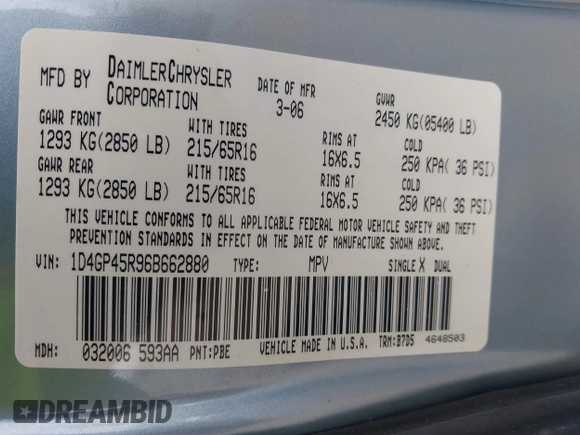 MFD BY DAIMLERCHRYSLER CORPORATION DATE OF MFR 3-06 GVWR 2450 KG(05400 LB)
GAWR FRONT WITH TIRES RIMS AT COLD
1293 KG(2850 LB) 215/65R16 16X6.5 250 KPA( 36 PSI)
GAWR REAR WITH TIRES RIMS AT COLD
1293 KG(2850 LB) 215/65R16 16X6.5 250 KPA( 36 PSI)
THIS VEHICLE CONFORMS TO ALL APPLICABLE FEDERAL MOTOR VEHICLE SAFETY AND THEFT
PREVENTION STANDARDS IN EFFECT ON THE DATE OF MANUFACTURE SHOWN ABOVE.
VIN: 1D4GP45R96B662880 TYPE: MPV SINGLE X DUAL
MDH: 032006 593AA PNT:PBE VEHICLE MADE IN U.S.A. TRM:B7D5 4648503
DREAMBID